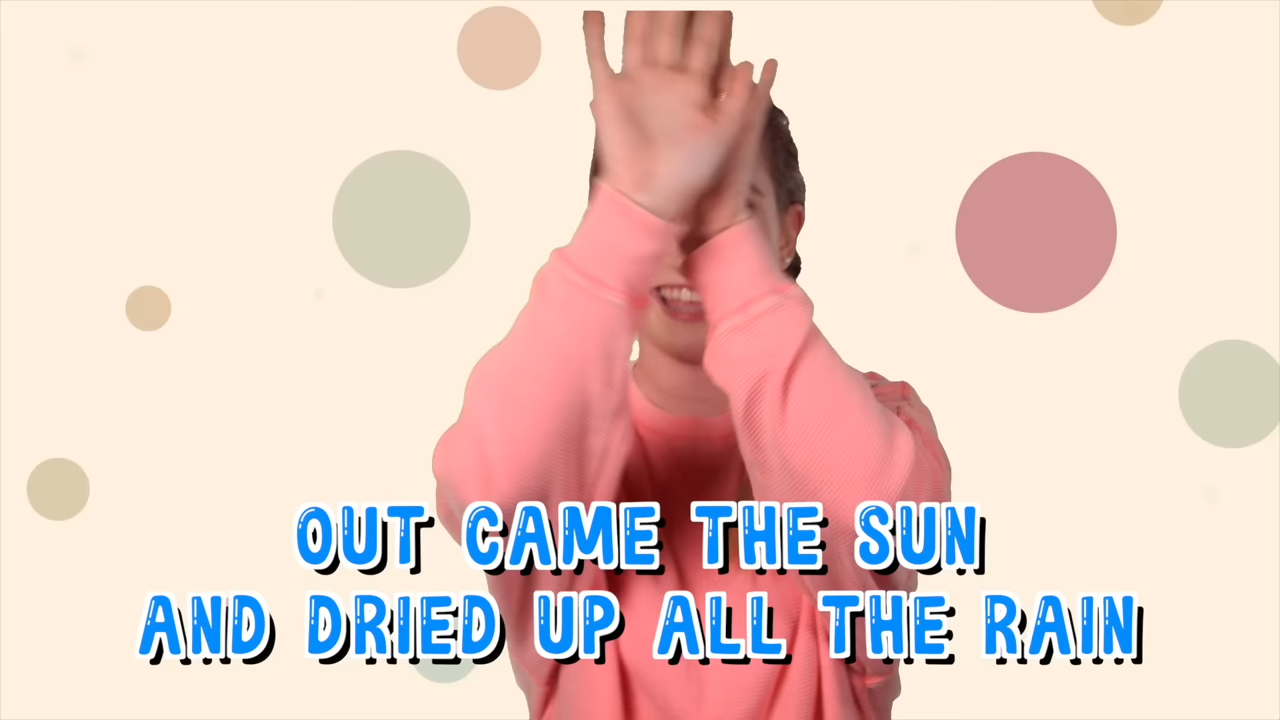 OUT CAME THE SUN
AND DRIED UP ALL THE RAIN